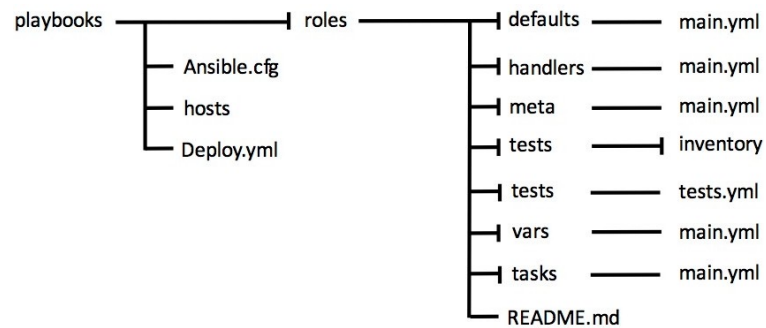 playbooks roles defaults main.yml
Ansible.cfg handlers main.yml
hosts meta main.yml
Deploy.yml tests inventory
tests tests.yml
vars main.yml
tasks main.yml
README.md